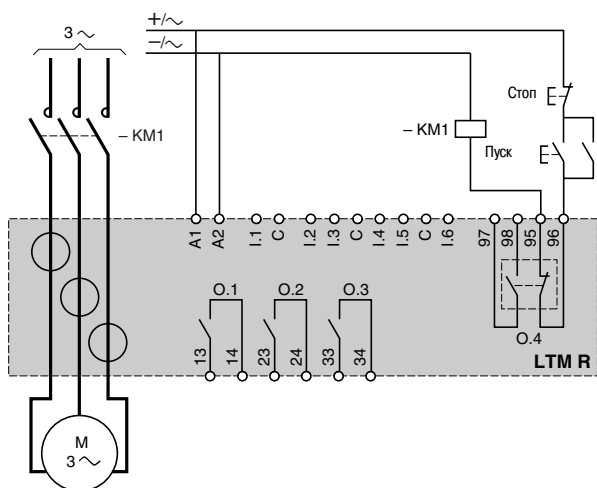 3 ~
+/~
−/~
Стоп
– KM1
– KM1
Пуск
A1
A2
I.1
C
I.2
I.3
C
I.4
I.5
C
I.6
97
98
95
96
O.1
O.2
O.3
O.4
13
14
23
24
33
34
LTM R
M
3 ~